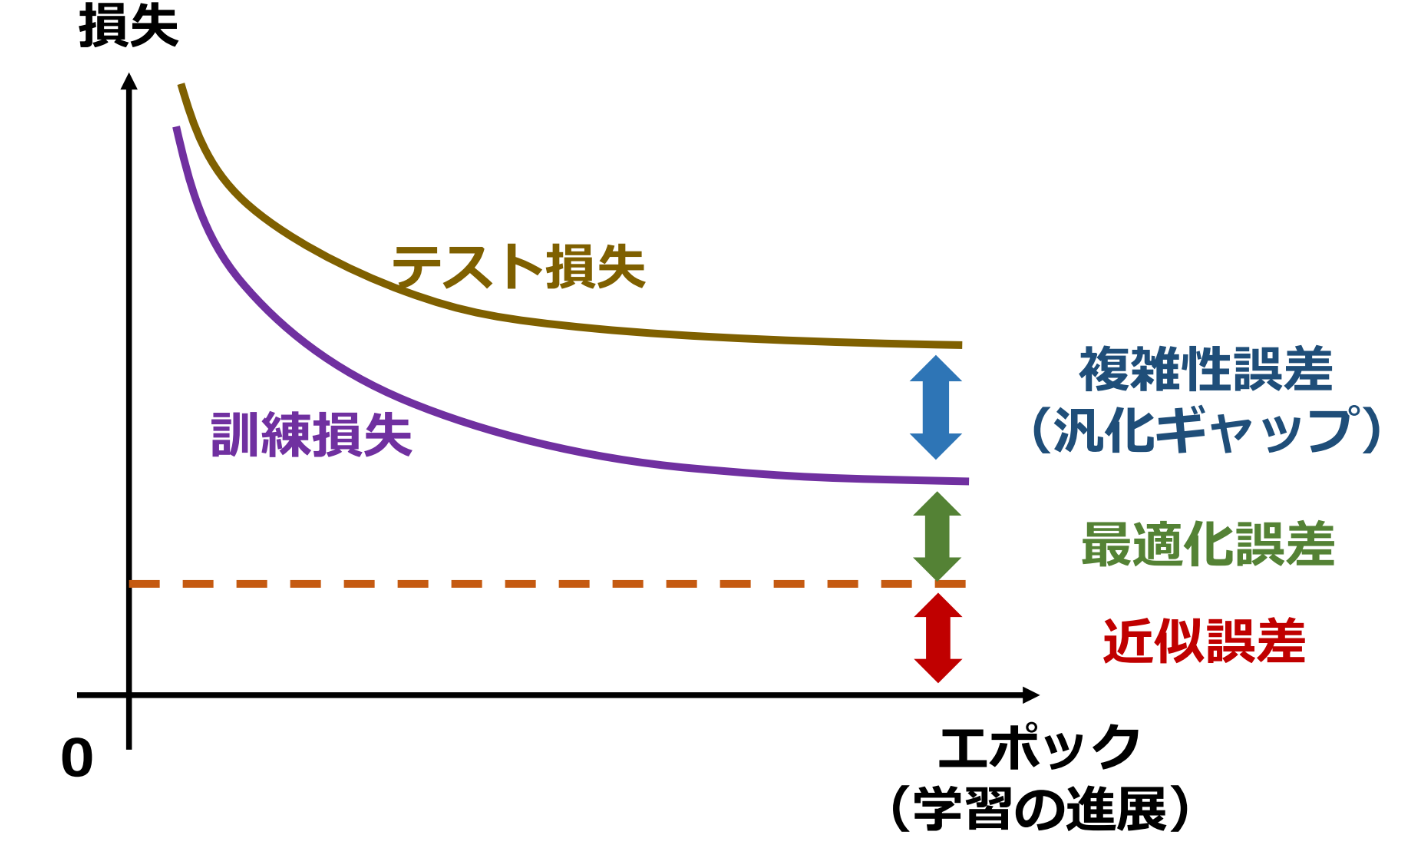 損失
テスト損失
訓練損失
複雑性誤差
（汎化ギャップ）
最適化誤差
近似誤差
0
エポック
（学習の進展）